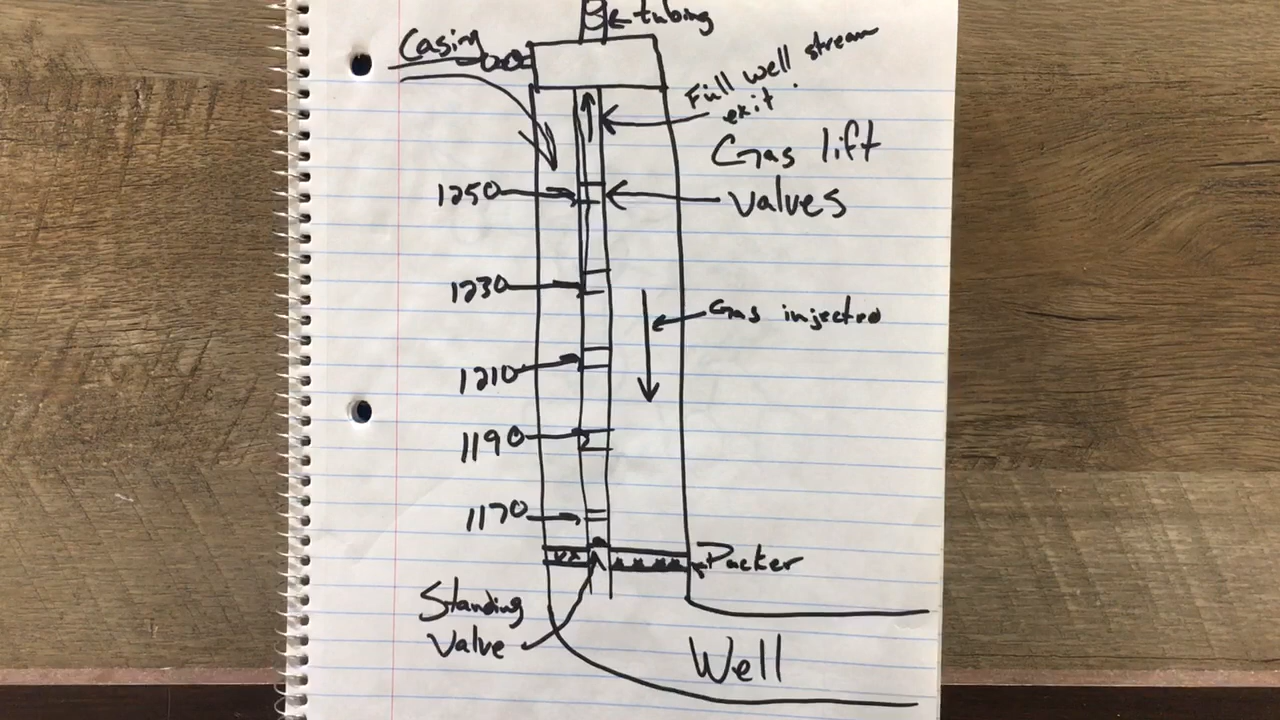 tubing
Casing
Full well stream
exit
Gas lift
valves
1250
1230
Gas injected
1210
1190
1170
Packer
Standing
Valve
Well